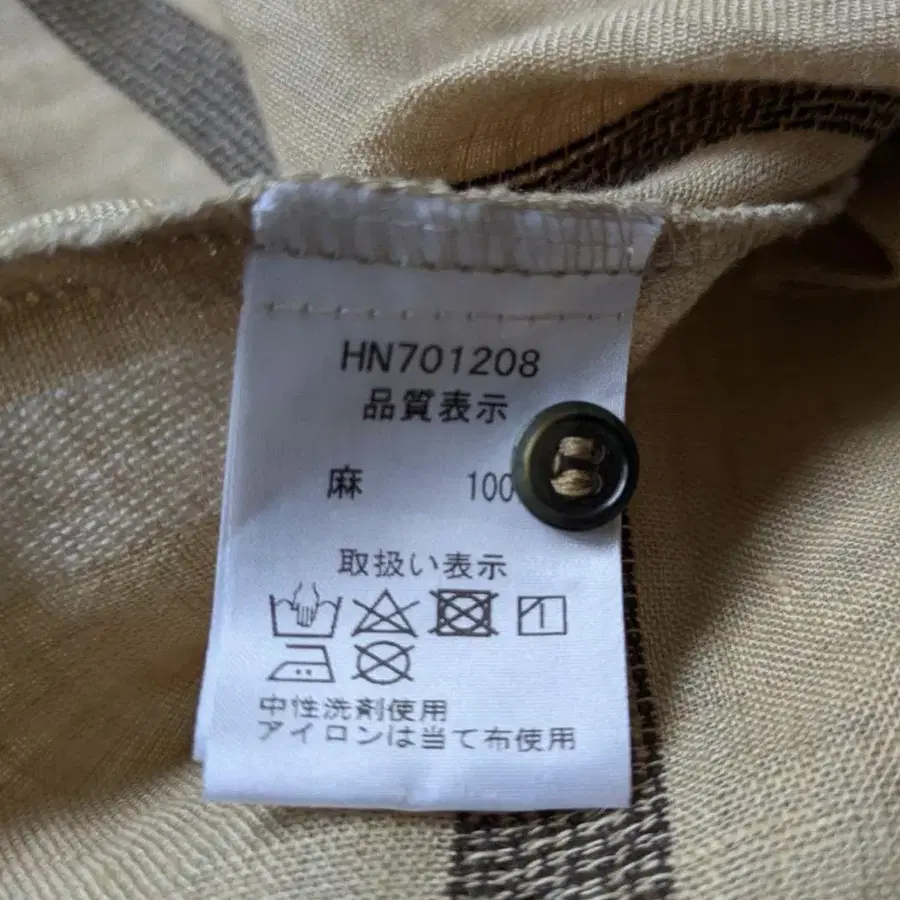 HN701208
品質表示
麻 100
取扱い表示
中性洗剤使用
アイロンは当て布使用